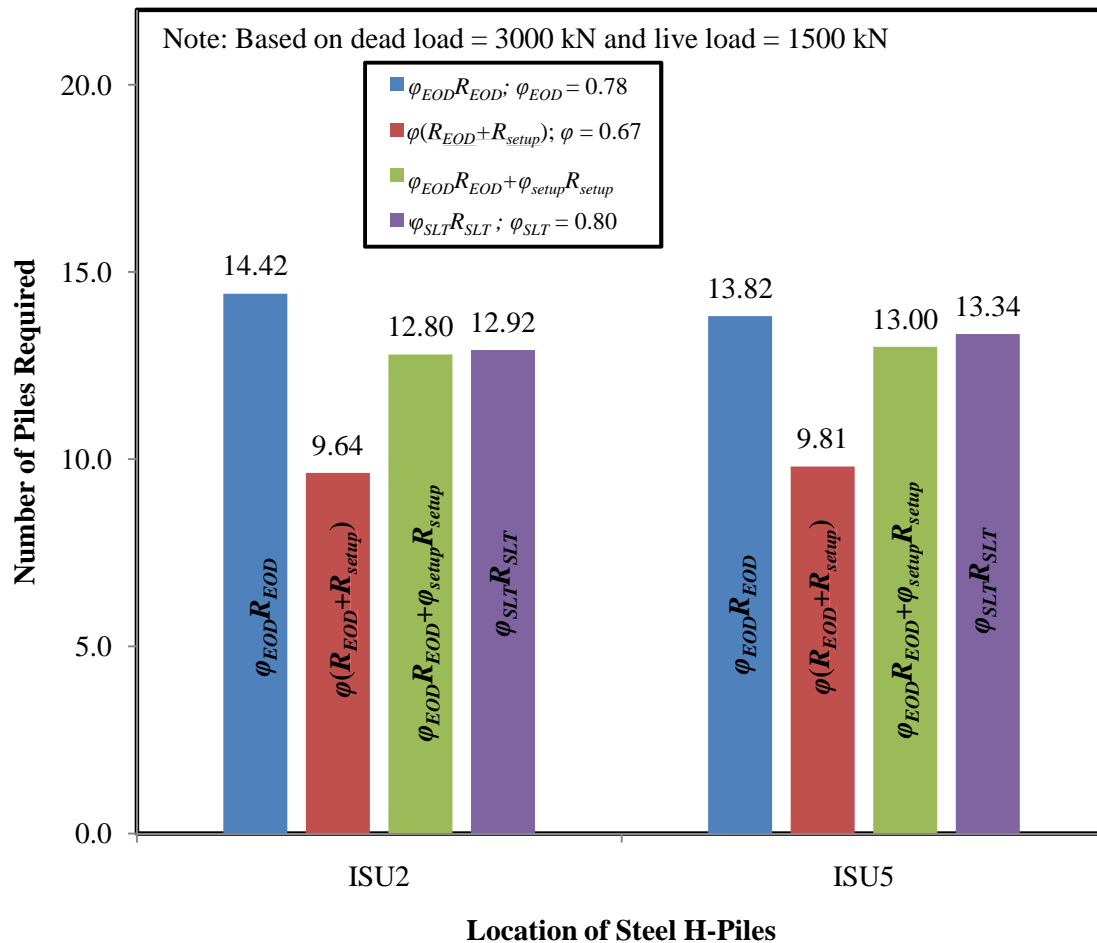 Note: Based on dead load = 3000 kN and live load = 1500 kN
20.0
φEODREOD; φEOD = 0.78
φ(REOD+Rsetup); φ = 0.67
φEODREOD+φsetupRsetup
φSLTRSLT ; φSLT = 0.80
15.0
14.42
12.80
12.92
13.82
13.00
13.34
10.0
9.64
9.81
5.0
0.0
φEODREOD
φ(REOD+Rsetup)
φEODREOD+φsetupRsetup
φSLTRSLT
φEODREOD
φ(REOD+Rsetup)
φEODREOD+φsetupRsetup
φSLTRSLT
Number of Piles Required
ISU2
ISU5
Location of Steel H-Piles